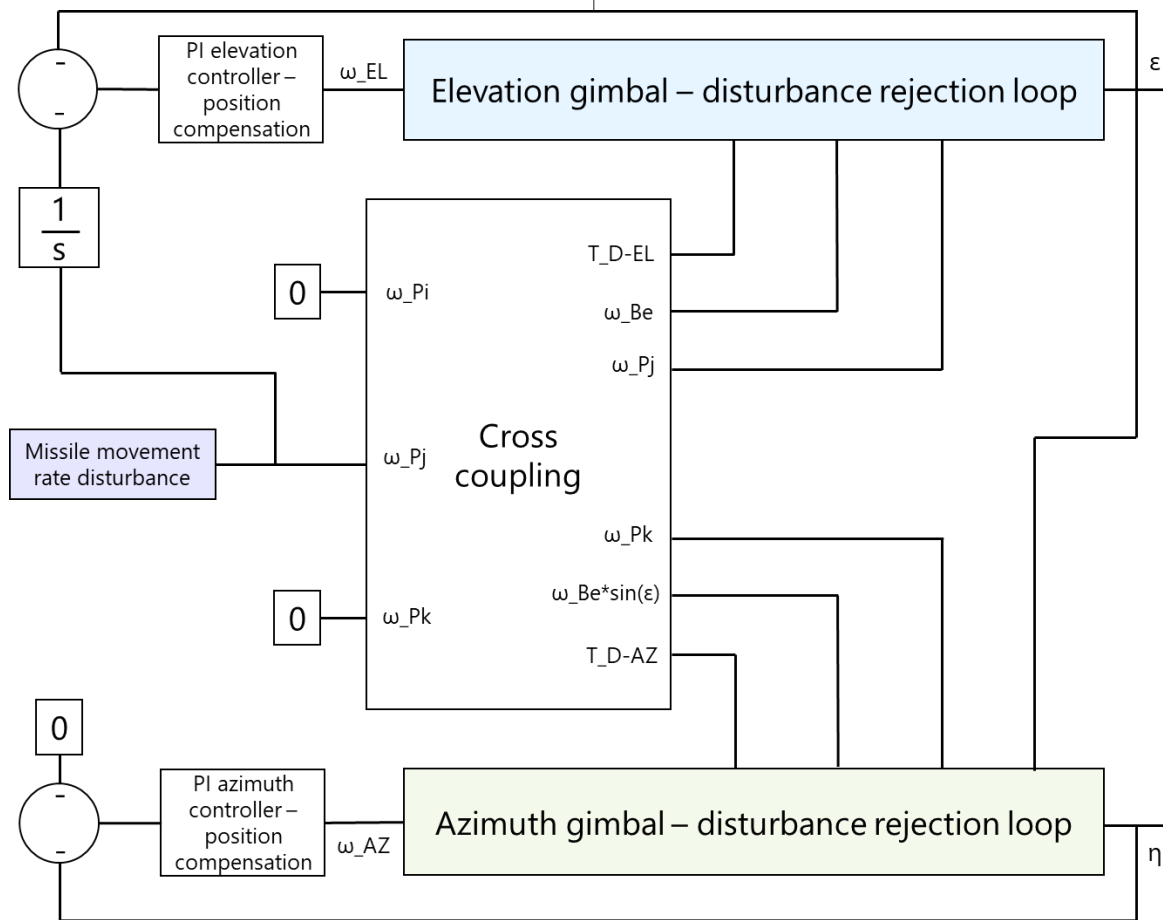 -
-
PI elevation
controller –
position
compensation
ω_EL
Elevation gimbal – disturbance rejection loop
ε
1
s
0
ω_Pi
T_D-EL
ω_Be
ω_Pj
Missile movement
rate disturbance
ω_Pj
Cross
coupling
0
ω_Pk
ω_Pk
ω_Be*sin(ε)
T_D-AZ
0
-
-
PI azimuth
controller –
position
compensation
ω_AZ
Azimuth gimbal – disturbance rejection loop
η